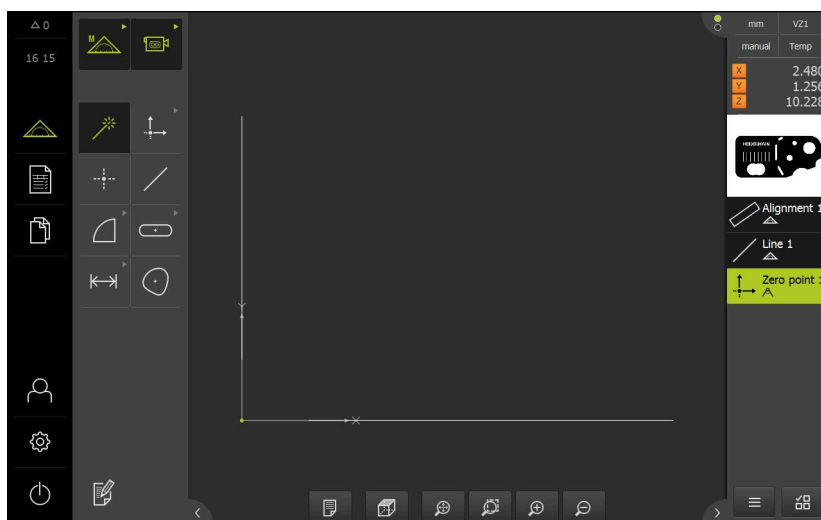 △ 0
16 15
M
mm VZ1
manual Temp
X 2.480
Y 1.256
Z 10.228
HEIDENHAIN
Alignment 1
Line 1
Zero point 1
Y
X